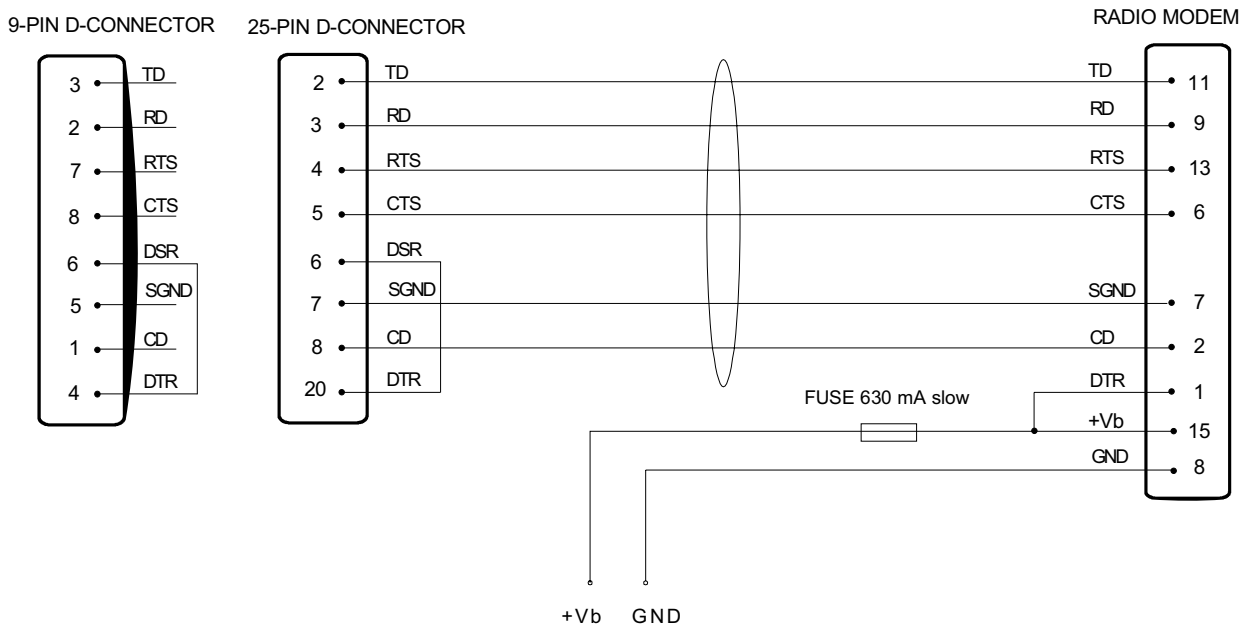 9-PIN D-CONNECTOR
25-PIN D-CONNECTOR
RADIO MODEM
3 TD
2 RD
7 RTS
8 CTS
6 DSR
5 SGND
1 CD
4 DTR
2 TD
3 RD
4 RTS
5 CTS
6 DSR
7 SGND
8 CD
20 DTR
TD 11
RD 9
RTS 13
CTS 6
SGND 7
CD 2
DTR 1
+Vb 15
GND 8
FUSE 630 mA slow
+Vb GND